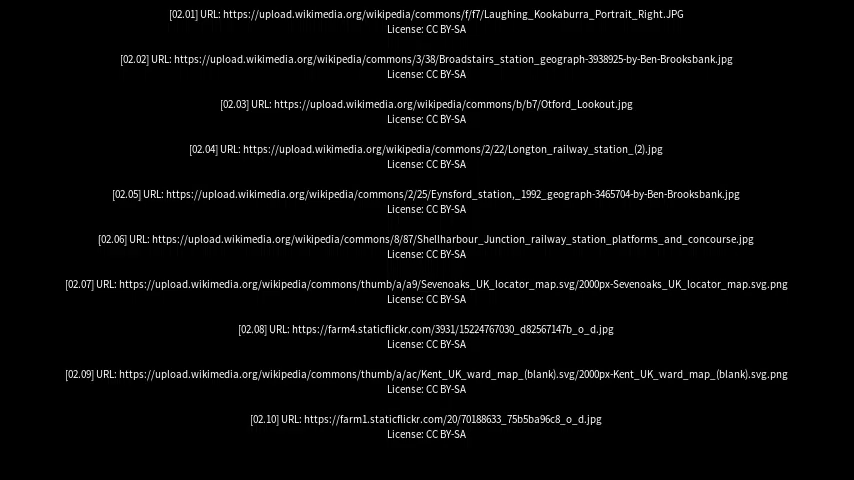 [02.01] URL: https://upload.wikimedia.org/wikipedia/commons/f/f7/Laughing_Kookaburra_Portrait_Right.JPG
License: CC BY-SA
[02.02] URL: https://upload.wikimedia.org/wikipedia/commons/3/38/Broadstairs_station_geograph-3938925-by-Ben-Brooksbank.jpg
License: CC BY-SA
[02.03] URL: https://upload.wikimedia.org/wikipedia/commons/b/b7/Otford_Lookout.jpg
License: CC BY-SA
[02.04] URL: https://upload.wikimedia.org/wikipedia/commons/2/22/Longton_railway_station_(2).jpg
License: CC BY-SA
[02.05] URL: https://upload.wikimedia.org/wikipedia/commons/2/25/Eynsford_station,_1992_geograph-3465704-by-Ben-Brooksbank.jpg
License: CC BY-SA
[02.06] URL: https://upload.wikimedia.org/wikipedia/commons/8/87/Shellharbour_Junction_railway_station_platforms_and_concourse.jpg
License: CC BY-SA
[02.07] URL: https://upload.wikimedia.org/wikipedia/commons/thumb/a/a9/Sevenoaks_UK_locator_map.svg/2000px-Sevenoaks_UK_locator_map.svg.png
License: CC BY-SA
[02.08] URL: https://farm4.staticflickr.com/3931/15224767030_d82567147b_o_d.jpg
License: CC BY-SA
[02.09] URL: https://upload.wikimedia.org/wikipedia/commons/thumb/a/ac/Kent_UK_ward_map_(blank).svg/2000px-Kent_UK_ward_map_(blank).svg.png
License: CC BY-SA
[02.10] URL: https://farm1.staticflickr.com/20/70188633_75b5ba96c8_o_d.jpg
License: CC BY-SA